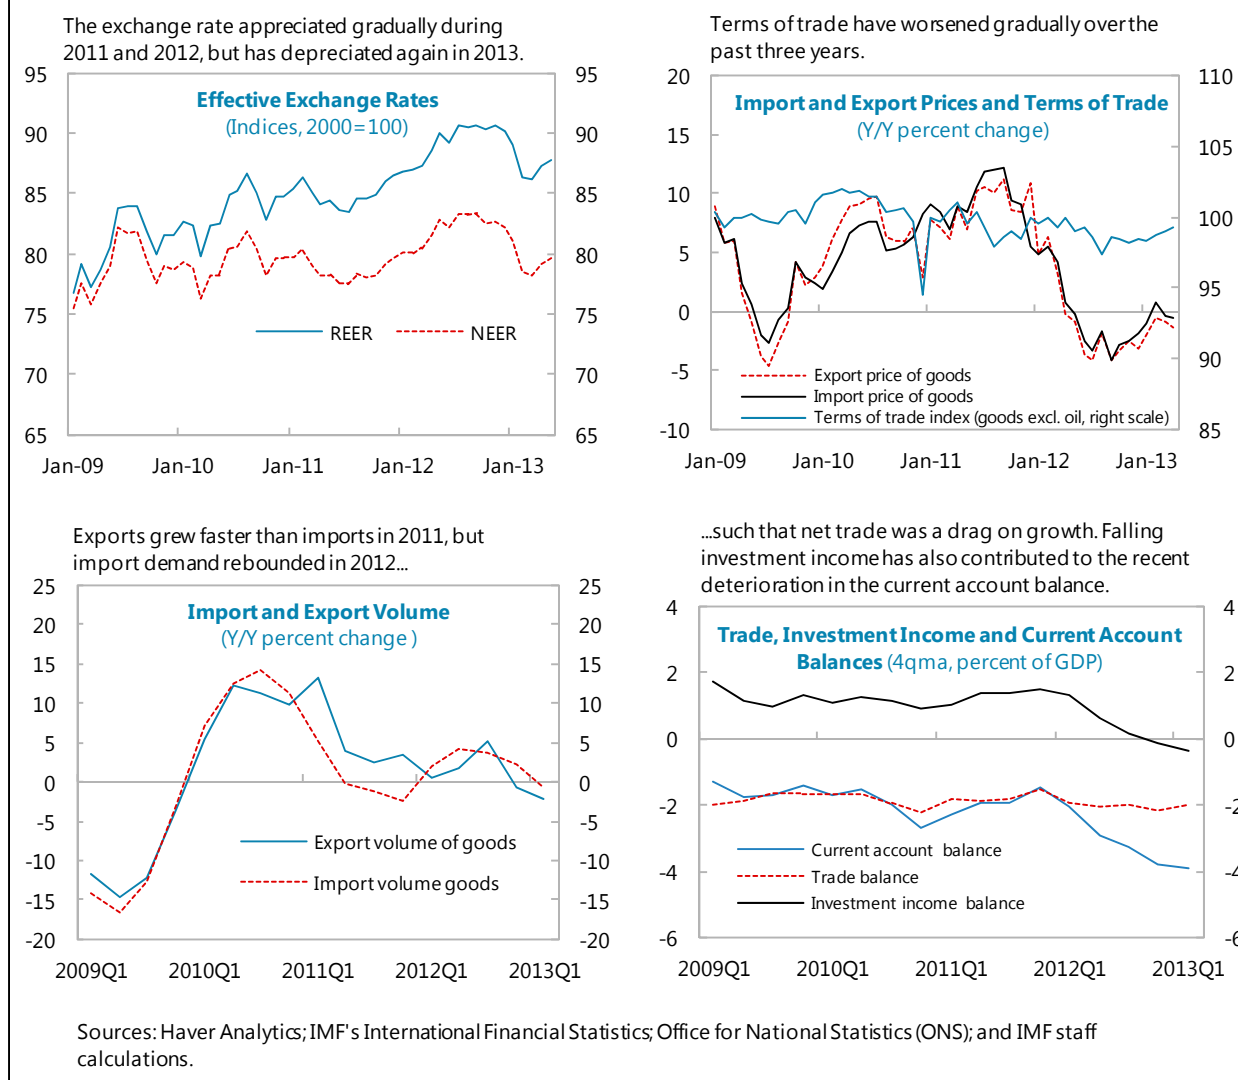 The exchange rate appreciated gradually during
2011 and 2012, but has depreciated again in 2013.
95
90
85
80
75
70
65
95
90
85
80
75
70
65
Effective Exchange Rates
(Indices, 2000=100)
REER
NEER
Jan-09
Jan-10
Jan-11
Jan-12
Jan-13
Terms of trade have worsened gradually over the
past three years.
20
15
10
5
0
-5
-10
110
105
100
95
90
85
Import and Export Prices and Terms of Trade
(Y/Y percent change)
Export price of goods
Import price of goods
Terms of trade index (goods excl. oil, right scale)
Jan-09
Jan-10
Jan-11
Jan-12
Jan-13
Exports grew faster than imports in 2011, but
import demand rebounded in 2012...
25
20
15
10
5
0
-5
-10
-15
-20
25
20
15
10
5
0
-5
-10
-15
-20
Import and Export Volume
(Y/Y percent change )
Export volume of goods
Import volume goods
2009Q1
2010Q1
2011Q1
2012Q1
2013Q1
...such that net trade was a drag on growth. Falling
investment income has also contributed to the recent
deterioration in the current account balance.
4
2
0
-2
-4
-6
4
2
0
-2
-4
-6
Trade, Investment Income and Current Account
Balances (4qma, percent of GDP)
Current account balance
Trade balance
Investment income balance
2009Q1
2010Q1
2011Q1
2012Q1
2013Q1
Sources: Haver Analytics; IMF's International Financial Statistics; Office for National Statistics (ONS); and IMF staff
calculations.